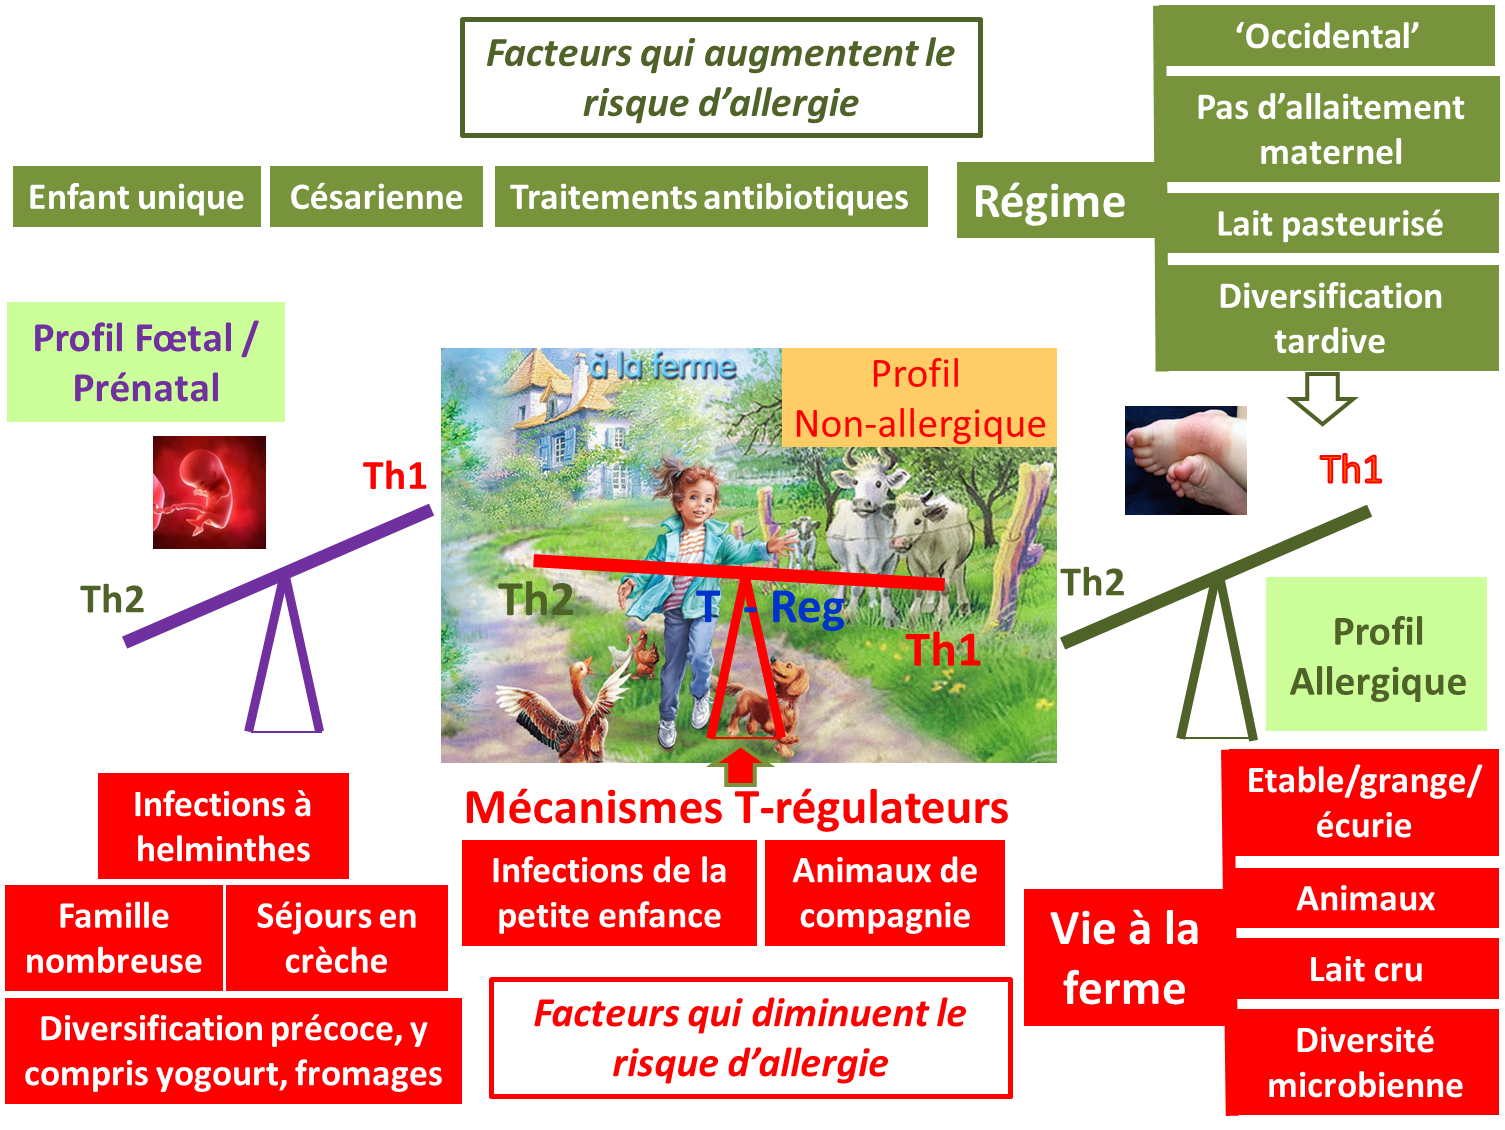 Facteurs qui augmentent le
risque d'allergie
‘Occidental’
Pas d’allaitement
maternel
Lait pasteurisé
Diversification
tardive
Enfant unique
Césarienne
Traitements antibiotiques
Régime
Profil Fœtal /
Prénatal
Th1
Th2
à la ferme
Profil
Non-allergique
Th2
T - Reg
Th1
Th1
Th2
Profil
Allergique
Mécanismes T-régulateurs
Infections à
helminthes
Famille
nombreuse
Séjours en
crèche
Diversification précoce, y
compris yogourt, fromages
Infections de la
petite enfance
Animaux de
compagnie
Facteurs qui diminuent le
risque d’allergie
Vie à la
ferme
Etable/grange/
écurie
Animaux
Lait cru
Diversité
microbienne